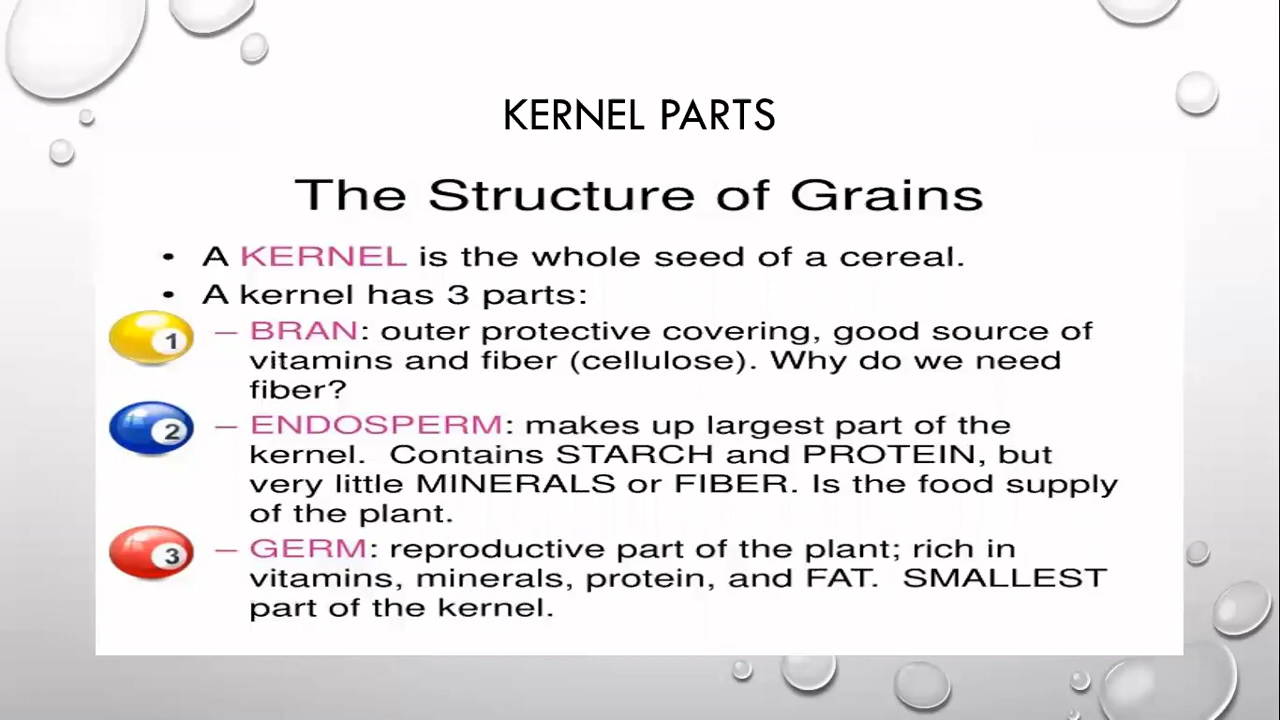 KERNEL PARTS
The Structure of Grains
• A KERNEL is the whole seed of a cereal.
• A kernel has 3 parts:
1 – BRAN: outer protective covering, good source of
vitamins and fiber (cellulose). Why do we need
fiber?
2 – ENDOSPERM: makes up largest part of the
kernel. Contains STARCH and PROTEIN, but
very little MINERALS or FIBER. Is the food supply
of the plant.
3 – GERM: reproductive part of the plant; rich in
vitamins, minerals, protein, and FAT. SMALLEST
part of the kernel.